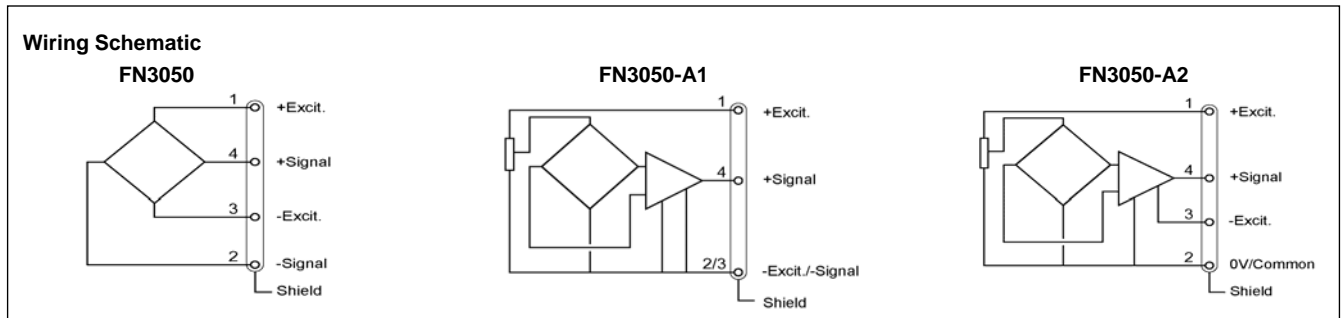 Wiring Schematic
FN3050
1 +Excit.
4 +Signal
3 -Excit.
2 -Signal
Shield
FN3050-A1
1 +Excit.
4 +Signal
2/3 -Excit./-Signal
Shield
FN3050-A2
1 +Excit.
4 +Signal
3 -Excit.
2 0V/Common
Shield